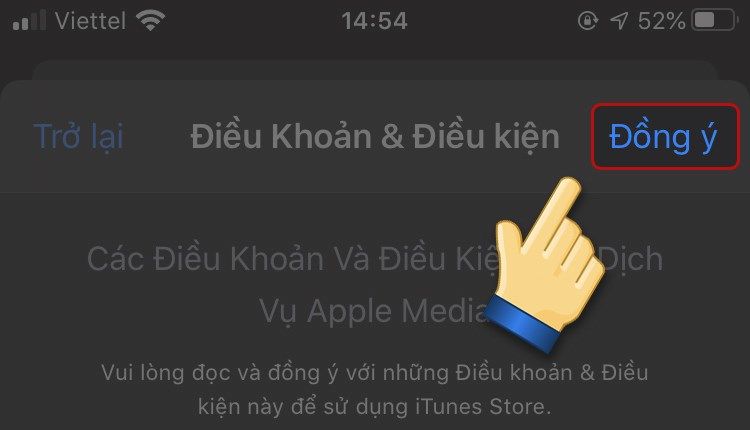 Viettel 14:54 52%
Trở lại Điều Khoản & Điều kiện Đồng ý
Các Điều Khoản Và Điều Kiệ Dịch
Vụ Apple Media
Vui lòng đọc và đồng ý với những Điều khoản & Điều
kiện này để sử dụng iTunes Store.